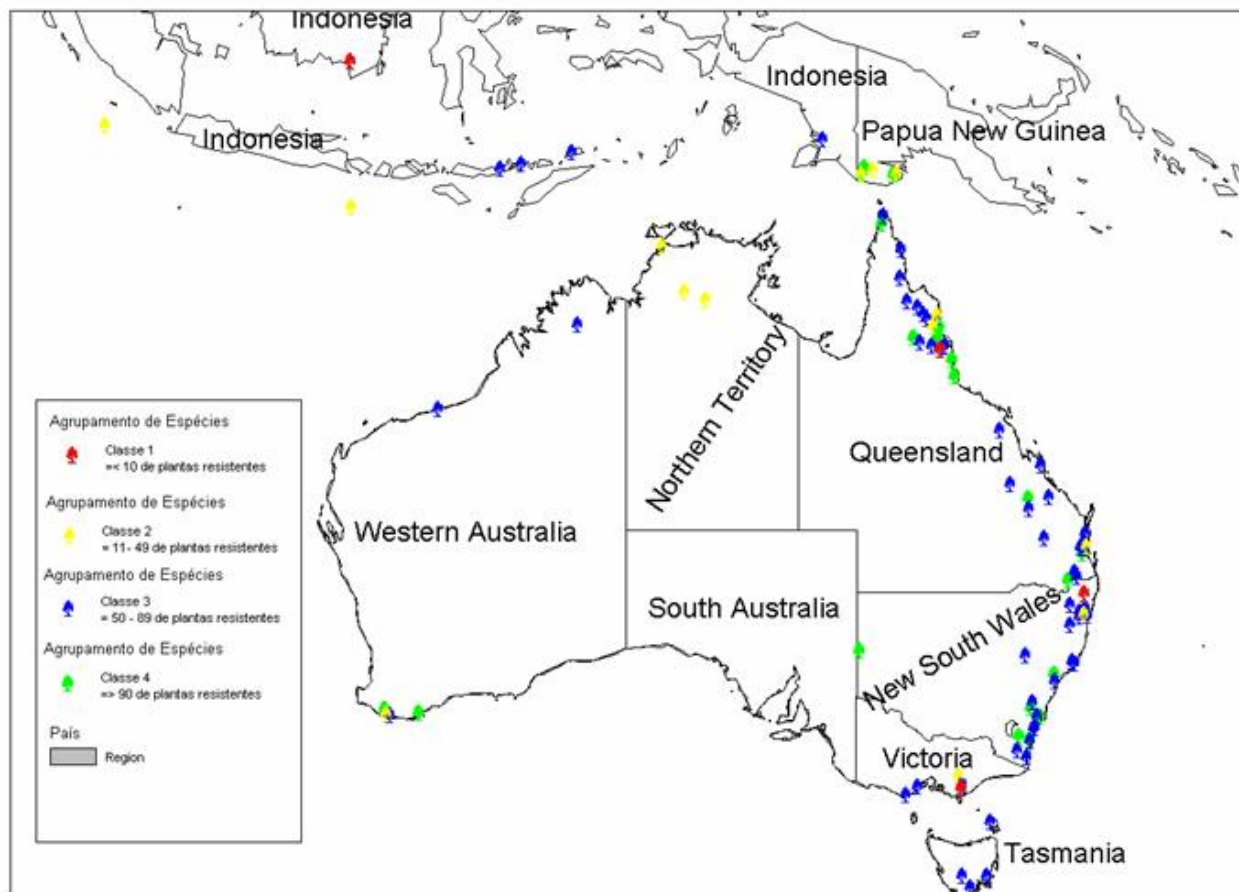 Indonesia
Indonesia
Papua New Guinea
Indonesia
Northern Territory
Queensland
Western Australia
South Australia
New South Wales
Victoria
Tasmania
Agrupamento de Espécies
Classe 1
=< 10 de plantas resistentes
Agrupamento de Espécies
Classe 2
= 11- 49 de plantas resistentes
Agrupamento de Espécies
Classe 3
= 50 - 89 de plantas resistentes
Agrupamento de Espécies
Classe 4
=> 90 de plantas resistentes
País
Region